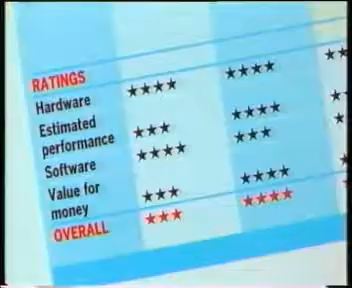 RATINGS
Hardware ★★★★ ★★★★ ★★
Estimated
performance ★★★ ★★★★
Software ★★★★ ★★★
Value for
money ★★★ ★★★★
OVERALL ★★★ ★★★★